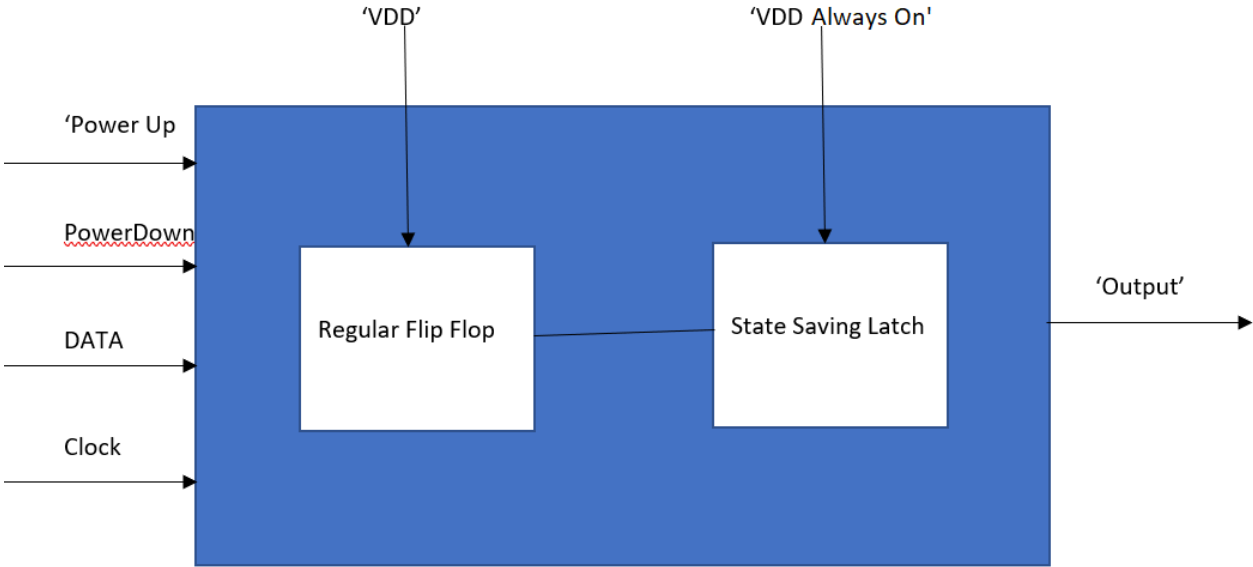 ‘VDD’
‘VDD Always On'
‘Power Up
PowerDown
DATA
Clock
Regular Flip Flop
State Saving Latch
‘Output’